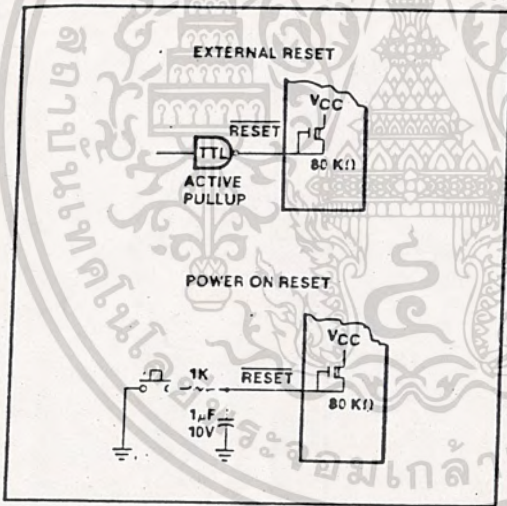 EXTERNAL RESET
VCC
RESET
TTL
80 KΩ
ACTIVE
PULLUP
POWER ON RESET
VCC
1K
RESET
80 KΩ
1μF
10V